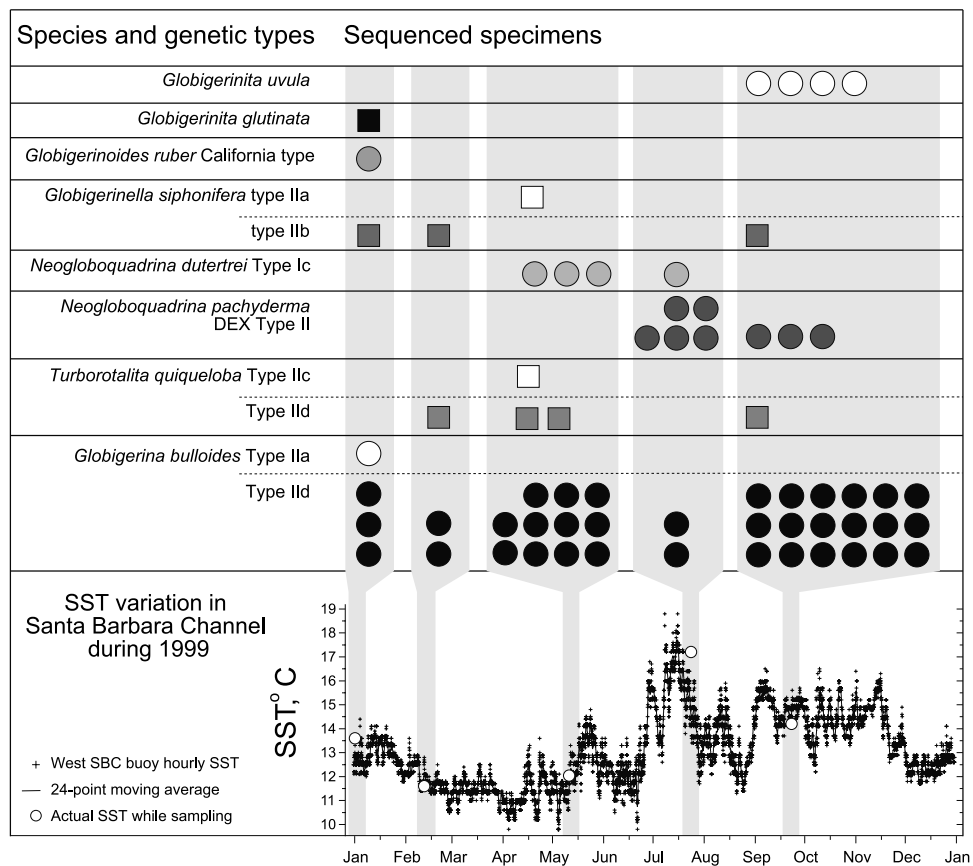 Species and genetic types Sequenced specimens
Globigerinita uvula
Globigerinita glutinata
Globigerinoides ruber California type
Globigerinella siphonifera type IIa
type IIb
Neogloboquadrina dutertrei Type Ic
Neogloboquadrina pachyderma
DEX Type II
Turborotalita quiqueloba Type IIc
Type IId
Globigerina bulloides Type IIa
Type IId
SST variation in
Santa Barbara Channel
during 1999
+ West SBC buoy hourly SST
— 24-point moving average
○ Actual SST while sampling
SST,° C
19
18
17
16
15
14
13
12
11
10
Jan Feb Mar Apr May Jun Jul Aug Sep Oct Nov Dec Jan